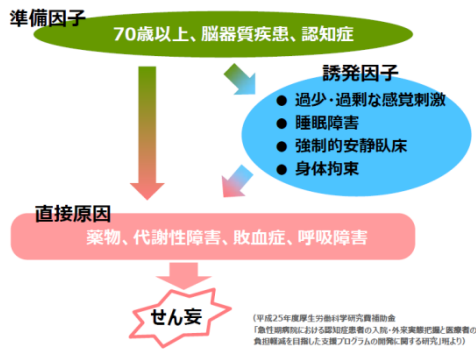 準備因子
70歳以上、脳器質疾患、認知症
誘発因子
● 過少・過剰な感覚刺激
● 睡眠障害
● 強制的安静臥床
● 身体拘束
直接原因
薬物、代謝性障害、敗血症、呼吸障害
せん妄
(平成25年度厚生労働科学研究費補助金
「急性期病院における認知症患者の入院・外来実態把握と医療者の
負担軽減を目指した支援プログラムの開発に関する研究」明より)